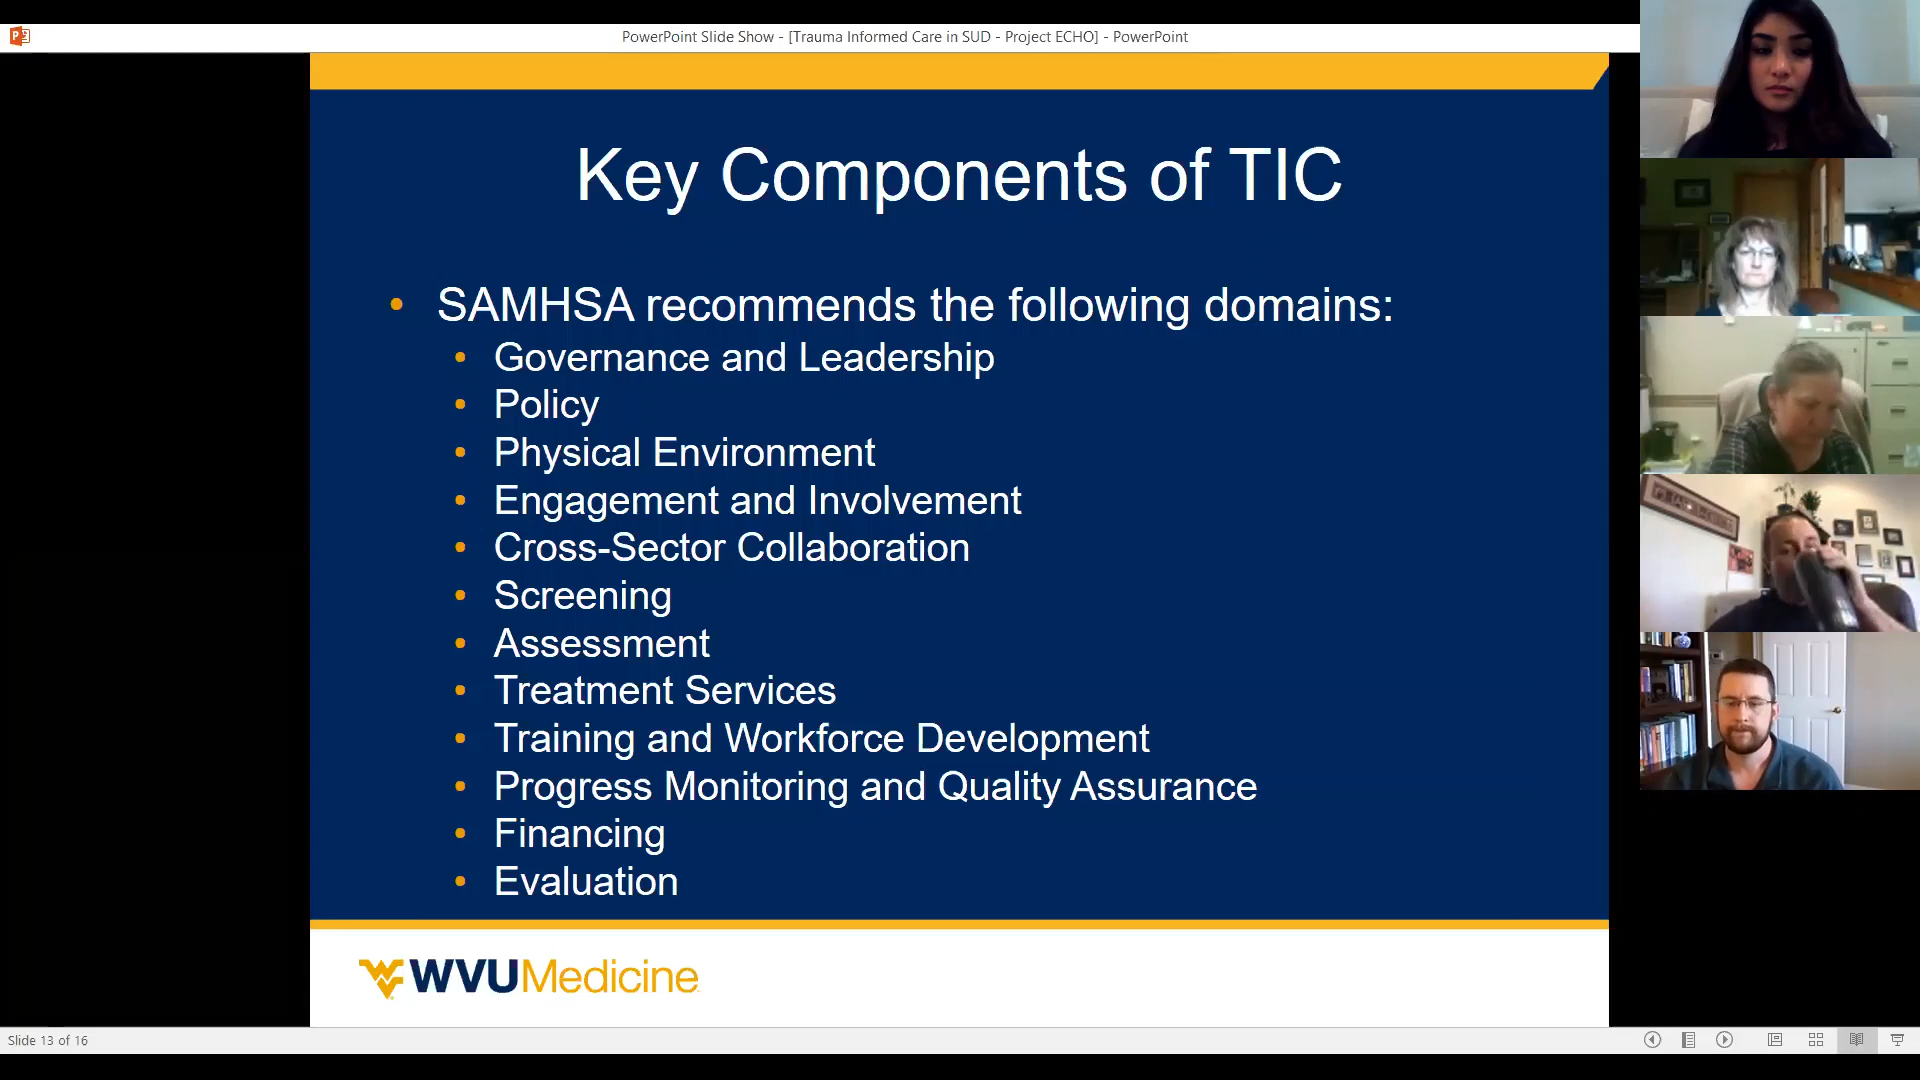 PowerPoint Slide Show - [Trauma Informed Care in SUD - Project ECHO] - PowerPoint
Key Components of TIC
• SAMHSA recommends the following domains:
• Governance and Leadership
• Policy
• Physical Environment
• Engagement and Involvement
• Cross-Sector Collaboration
• Screening
• Assessment
• Treatment Services
• Training and Workforce Development
• Progress Monitoring and Quality Assurance
• Financing
• Evaluation
WVUMedicine
Slide 13 of 16